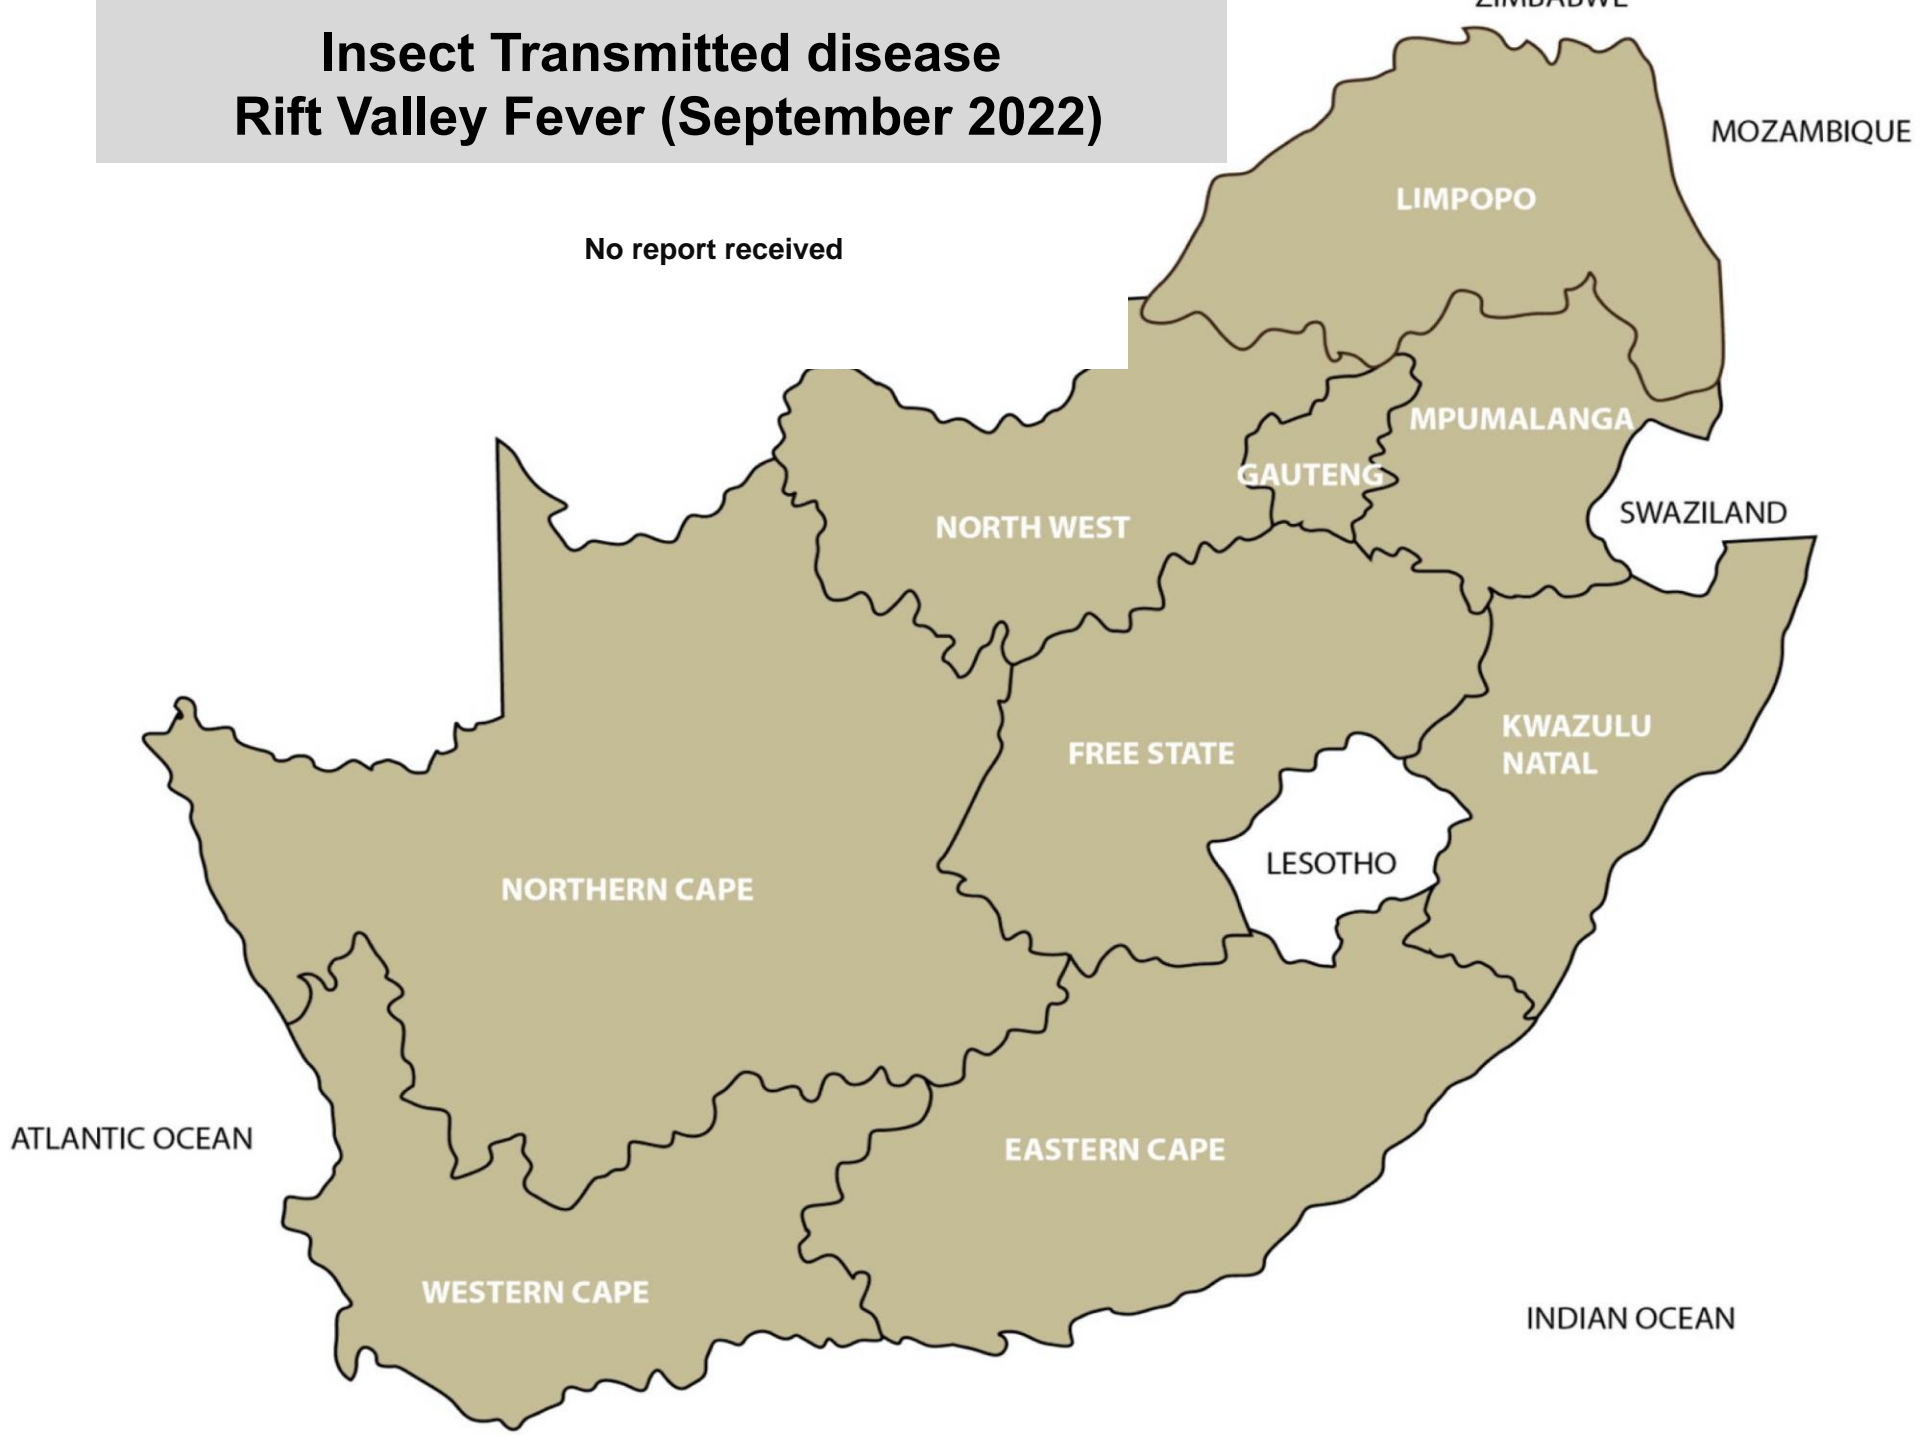 Insect Transmitted disease
Rift Valley Fever (September 2022)
ZIMBABWE
MOZAMBIQUE
LIMPOPO
No report received
MPUMALANGA
GAUTENG
SWAZILAND
NORTH WEST
KWAZULU
NATAL
FREE STATE
LESOTHO
NORTHERN CAPE
ATLANTIC OCEAN
EASTERN CAPE
WESTERN CAPE
INDIAN OCEAN